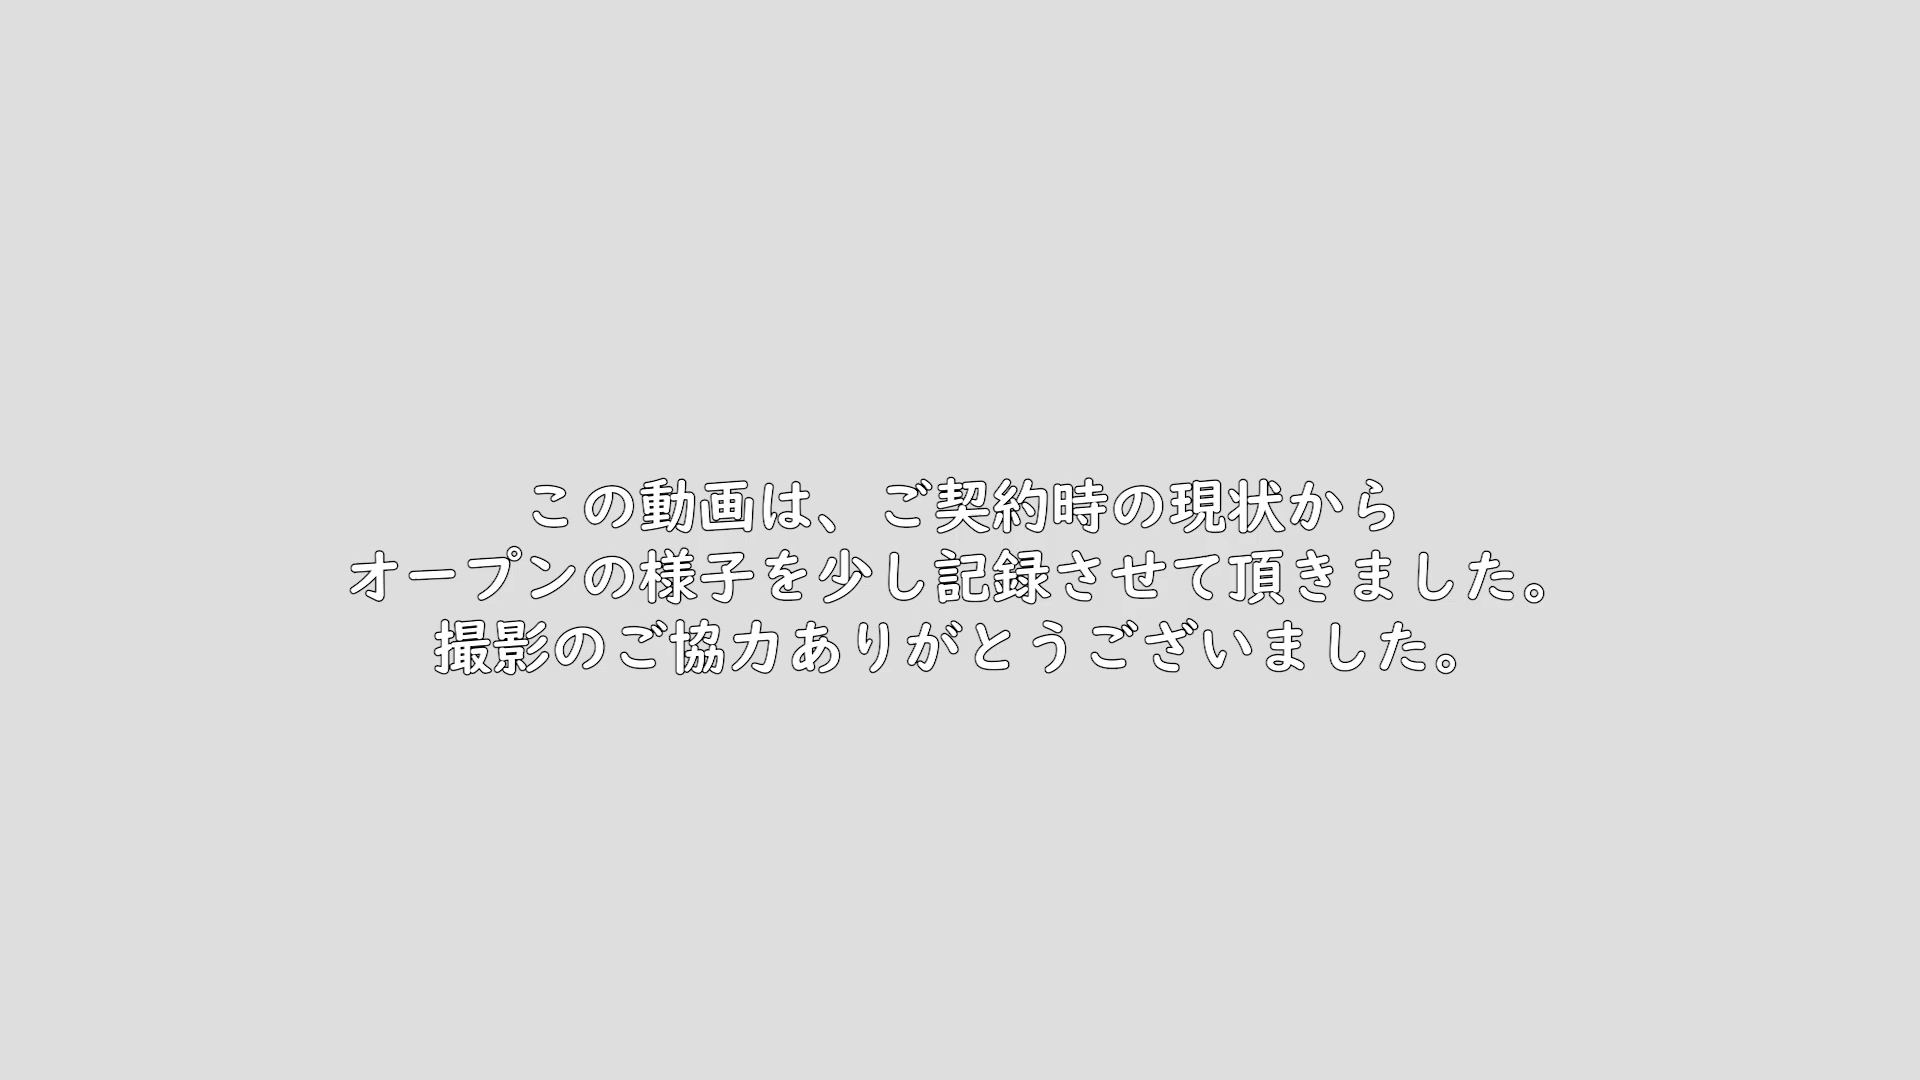 この動画は、ご契約時の現状から
オープンの様子を少し記録させて頂きました。
撮影のご協力ありがとうございました。